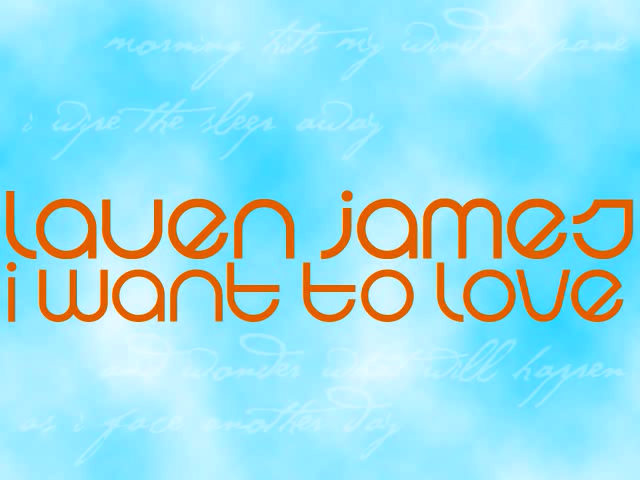 morning hits my window pane
i wipe the sleep away
lauen james
i want to love
and wonder what will happen
as i face another day